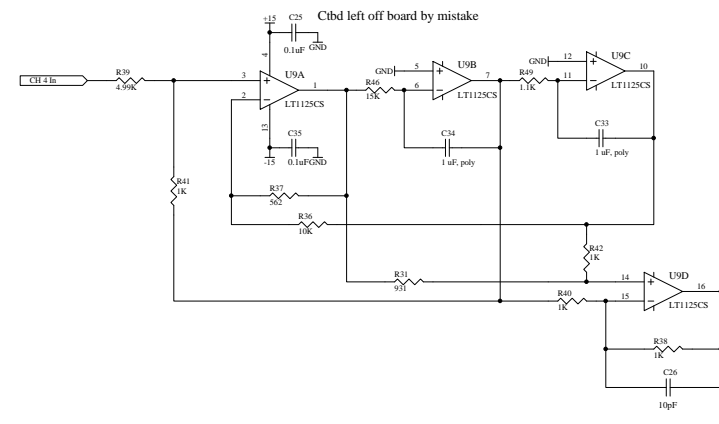 Ctbd left off board by mistake
+15
C25
0.1uF
GND
4
CH 4 In
R39
4.99K
3
2
U9A
1
LT1125CS
13
-15
C35
0.1uF
GND
R46
15K
GND
5
6
U9B
7
LT1125CS
C34
1 uF, poly
R49
1.1K
GND
12
11
U9C
10
LT1125CS
C33
1 uF, poly
R41
1K
R37
562
R36
10K
R42
1K
R31
931
R40
1K
14
15
U9D
16
LT1125CS
R38
1K
C26
10pF